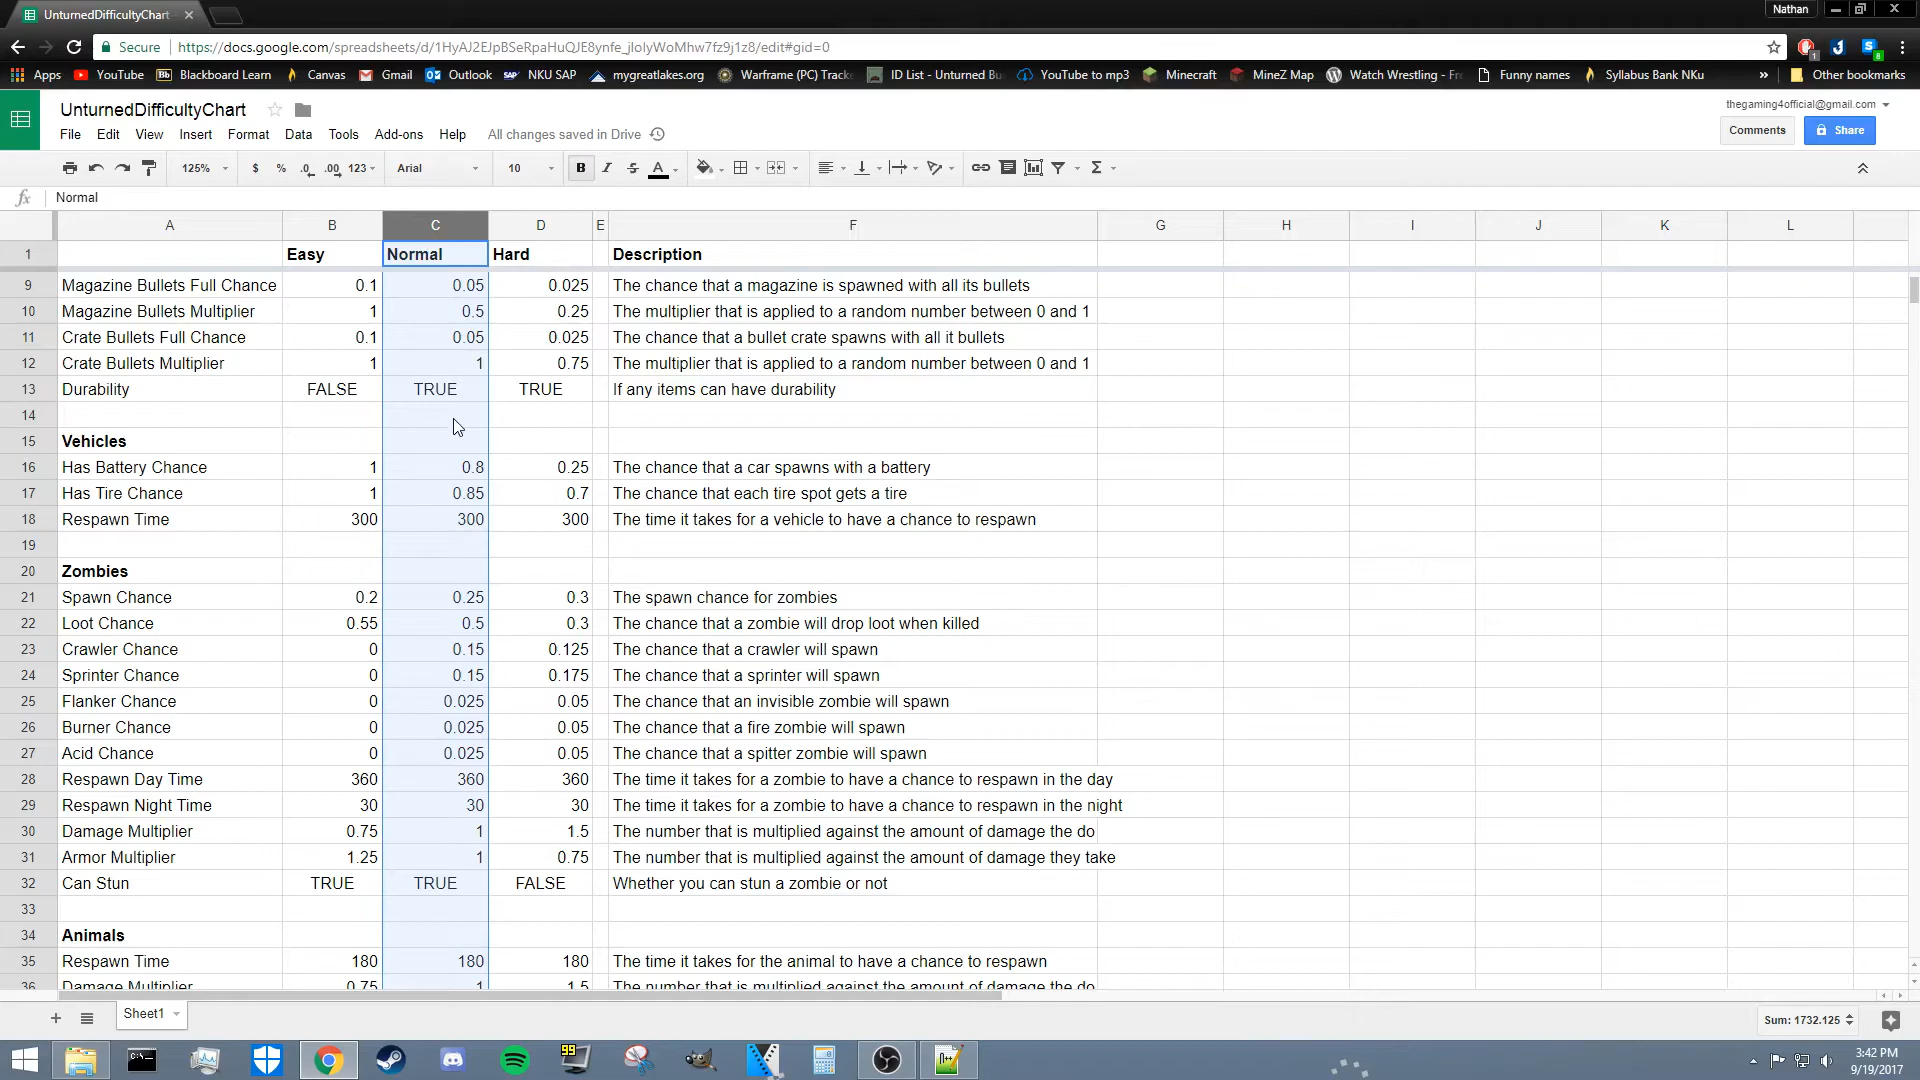 UnturnedDifficultyChart
Nathan
Secure https://docs.google.com/spreadsheets/d/1HyAJ2EJpBSeRpaHuQJE8ynfe_jIolyWoMhw7fz9j1z8/edit#gid=0
Apps YouTube Blackboard Learn Canvas Gmail Outlook NKU SAP mygreatlakes.org Warframe (PC) Track ID List - Unturned Bu YouTube to mp3 Minecraft MineZ Map Watch Wrestling - Fr Funny names Syllabus Bank NKu » Other bookmarks
UnturnedDifficultyChart
thegaming4official@gmail.com
File Edit View Insert Format Data Tools Add-ons Help All changes saved in Drive
Comments Share
125% $ % .0 .00 123 Arial 10 B I S A Σ
fx Normal
A B C D E F G H I J K L
1 Easy Normal Hard Description
9 Magazine Bullets Full Chance 0.1 0.05 0.025 The chance that a magazine is spawned with all its bullets
10 Magazine Bullets Multiplier 1 0.5 0.25 The multiplier that is applied to a random number between 0 and 1
11 Crate Bullets Full Chance 0.1 0.05 0.025 The chance that a bullet crate spawns with all it bullets
12 Crate Bullets Multiplier 1 1 0.75 The multiplier that is applied to a random number between 0 and 1
13 Durability FALSE TRUE TRUE If any items can have durability
14
15 Vehicles
16 Has Battery Chance 1 0.8 0.25 The chance that a car spawns with a battery
17 Has Tire Chance 1 0.85 0.7 The chance that each tire spot gets a tire
18 Respawn Time 300 300 300 The time it takes for a vehicle to have a chance to respawn
19
20 Zombies
21 Spawn Chance 0.2 0.25 0.3 The spawn chance for zombies
22 Loot Chance 0.55 0.5 0.3 The chance that a zombie will drop loot when killed
23 Crawler Chance 0 0.15 0.125 The chance that a crawler will spawn
24 Sprinter Chance 0 0.15 0.175 The chance that a sprinter will spawn
25 Flanker Chance 0 0.025 0.05 The chance that an invisible zombie will spawn
26 Burner Chance 0 0.025 0.05 The chance that a fire zombie will spawn
27 Acid Chance 0 0.025 0.05 The chance that a spitter zombie will spawn
28 Respawn Day Time 360 360 360 The time it takes for a zombie to have a chance to respawn in the day
29 Respawn Night Time 30 30 30 The time it takes for a zombie to have a chance to respawn in the night
30 Damage Multiplier 0.75 1 1.5 The number that is multiplied against the amount of damage the do
31 Armor Multiplier 1.25 1 0.75 The number that is multiplied against the amount of damage they take
32 Can Stun TRUE TRUE FALSE Whether you can stun a zombie or not
33
34 Animals
35 Respawn Time 180 180 180 The time it takes for the animal to have a chance to respawn
36 Damage Multiplier 0.75 1 1.5 The number that is multiplied against the amount of damage the do
Sheet1
Sum: 1732.125
99
3:42 PM
9/19/2017